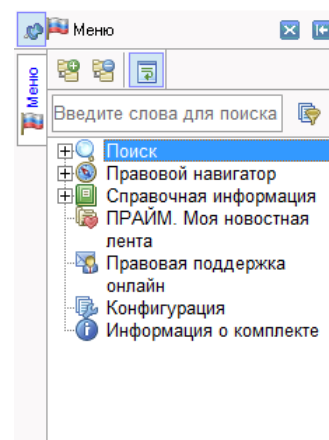 Меню
Меню
Введите слова для поиска
Поиск
Правовой навигатор
Справочная информация
ПРАЙМ. Моя новостная
лента
Правовая поддержка
онлайн
Конфигурация
Информация о комплекте